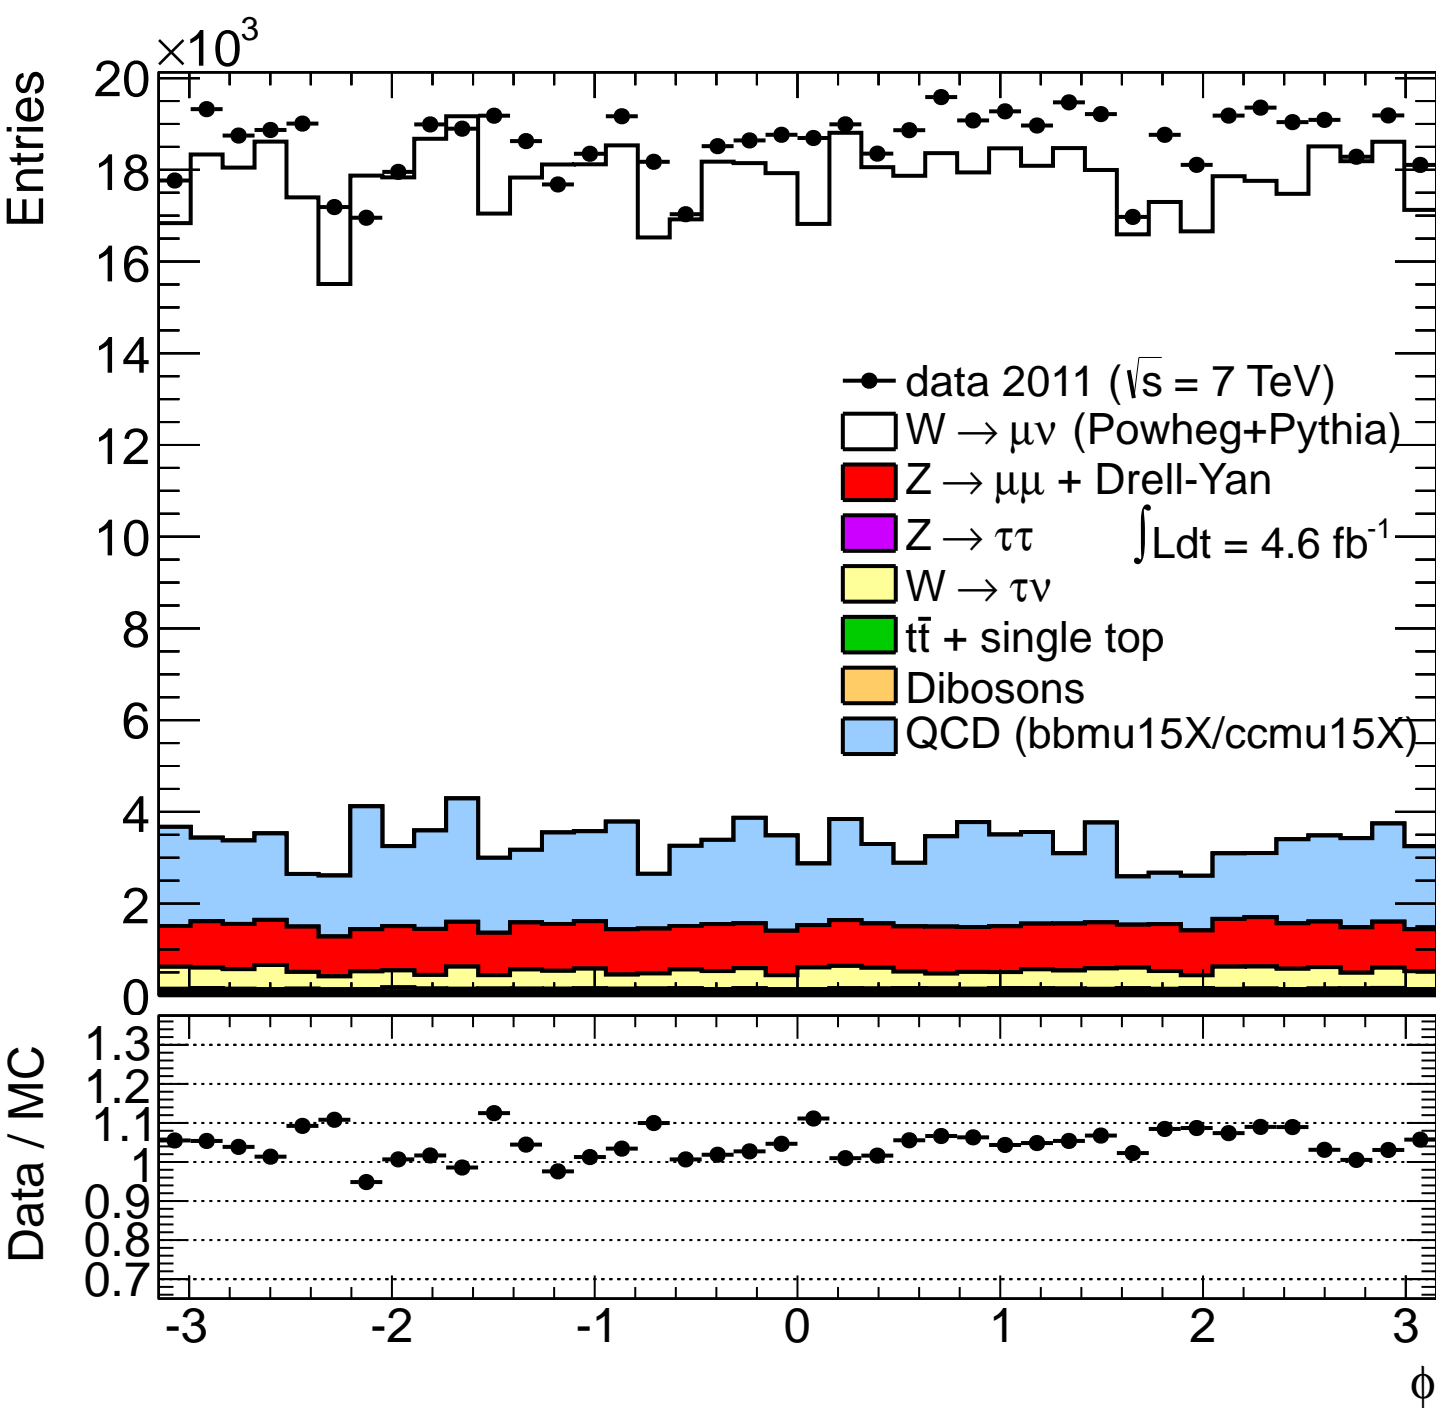 ×10³
Entries
20
18
16
14
12
10
8
6
4
2
0
data 2011 (√s = 7 TeV)
W → μν (Powheg+Pythia)
Z → μμ + Drell-Yan
Z → ττ
∫Ldt = 4.6 fb⁻¹
W → τν
tt̄ + single top
Dibosons
QCD (bbmu15X/ccmu15X)
Data / MC
1.3
1.2
1.1
1
0.9
0.8
0.7
-3 -2 -1 0 1 2 3
ϕ